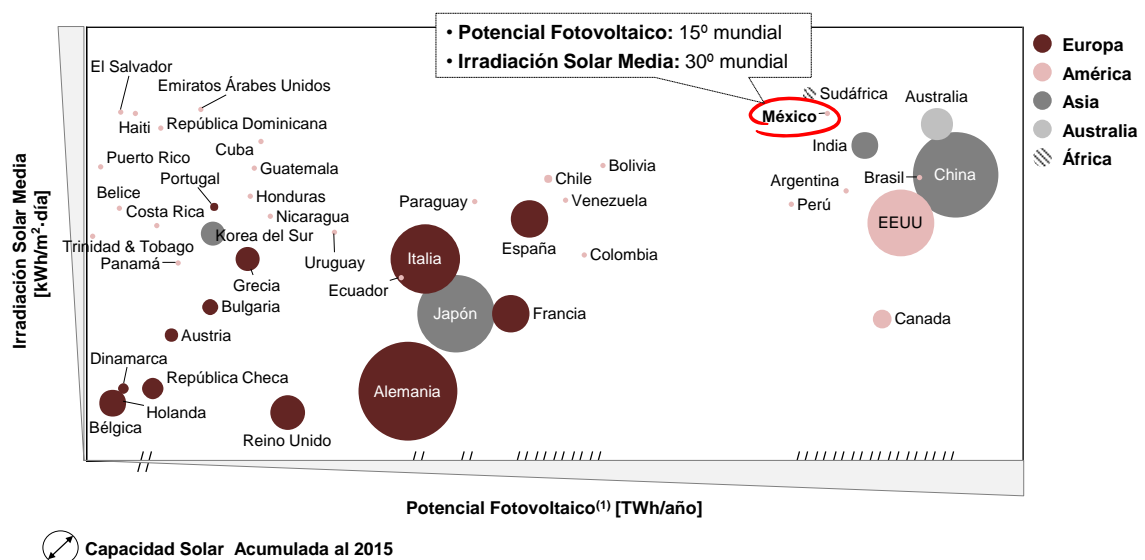 • Potencial Fotovoltaico: 15º mundial
• Irradiación Solar Media: 30º mundial
Europa
América
Asia
Australia
África
Irradiación Solar Media
[kWh/m²·día]
El Salvador
Emiratos Árabes Unidos
Haiti
República Dominicana
Cuba
Puerto Rico
Portugal
Guatemala
Belice
Honduras
Costa Rica
Nicaragua
Trinidad & Tobago
Korea del Sur
Panamá
Uruguay
Grecia
Ecuador
Bulgaria
Austria
Dinamarca
República Checa
Holanda
Bélgica
Reino Unido
Paraguay
Chile
Bolivia
Venezuela
España
Colombia
Italia
Japón
Francia
Alemania
Sudáfrica
México
Australia
India
Argentina
Brasil
China
Perú
EEUU
Canada
Potencial Fotovoltaico(1) [TWh/año]
Capacidad Solar Acumulada al 2015